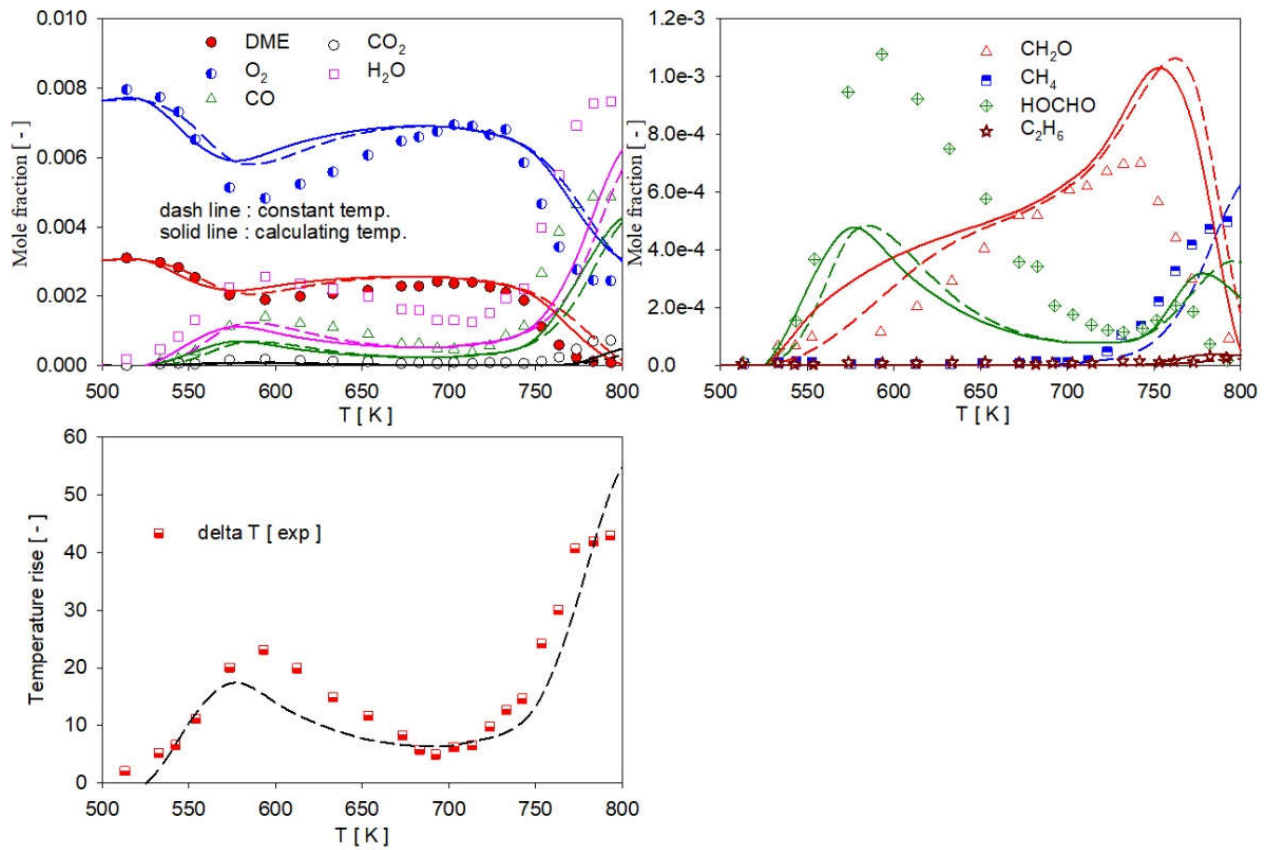 0.010
0.008
0.006
0.004
0.002
0.000
Mole fraction [ - ]
DME
O2
CO
CO2
H2O
dash line : constant temp.
solid line : calculating temp.
500 550 600 650 700 750 800
T [ K ]
1.2e-3
1.0e-3
8.0e-4
6.0e-4
4.0e-4
2.0e-4
0.0
Mole fraction [ - ]
CH2O
CH4
HOCHO
C2H6
500 550 600 650 700 750 800
T [ K ]
60
50
40
30
20
10
0
Temperature rise [ - ]
delta T [ exp ]
500 550 600 650 700 750 800
T [ K ]